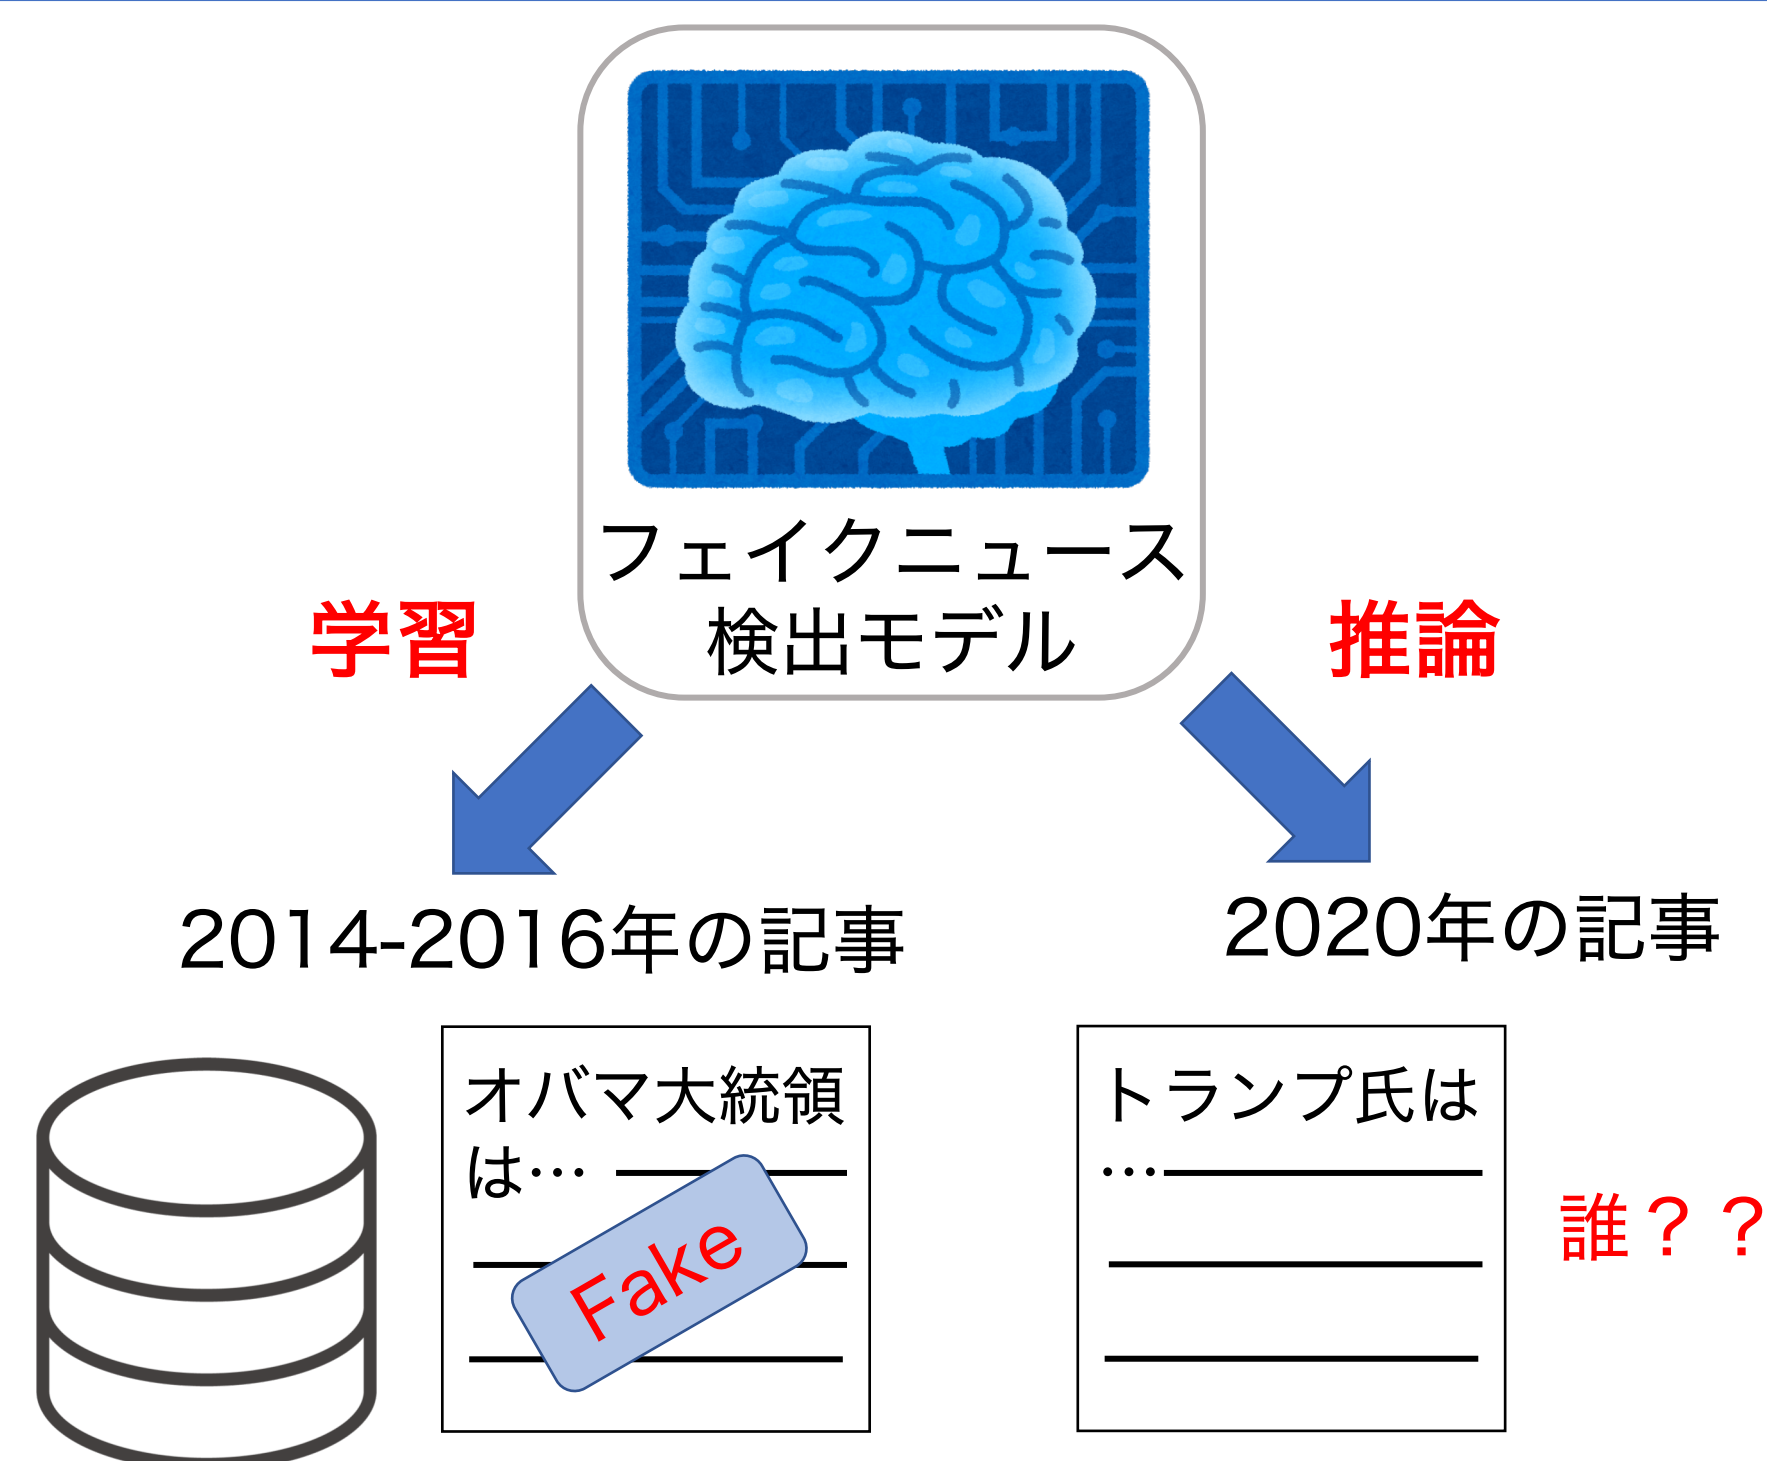 フェイクニュース
検出モデル
学習
推論
2014-2016年の記事
2020年の記事
オバマ大統領
は…
Fake
トランプ氏は
…
誰？？